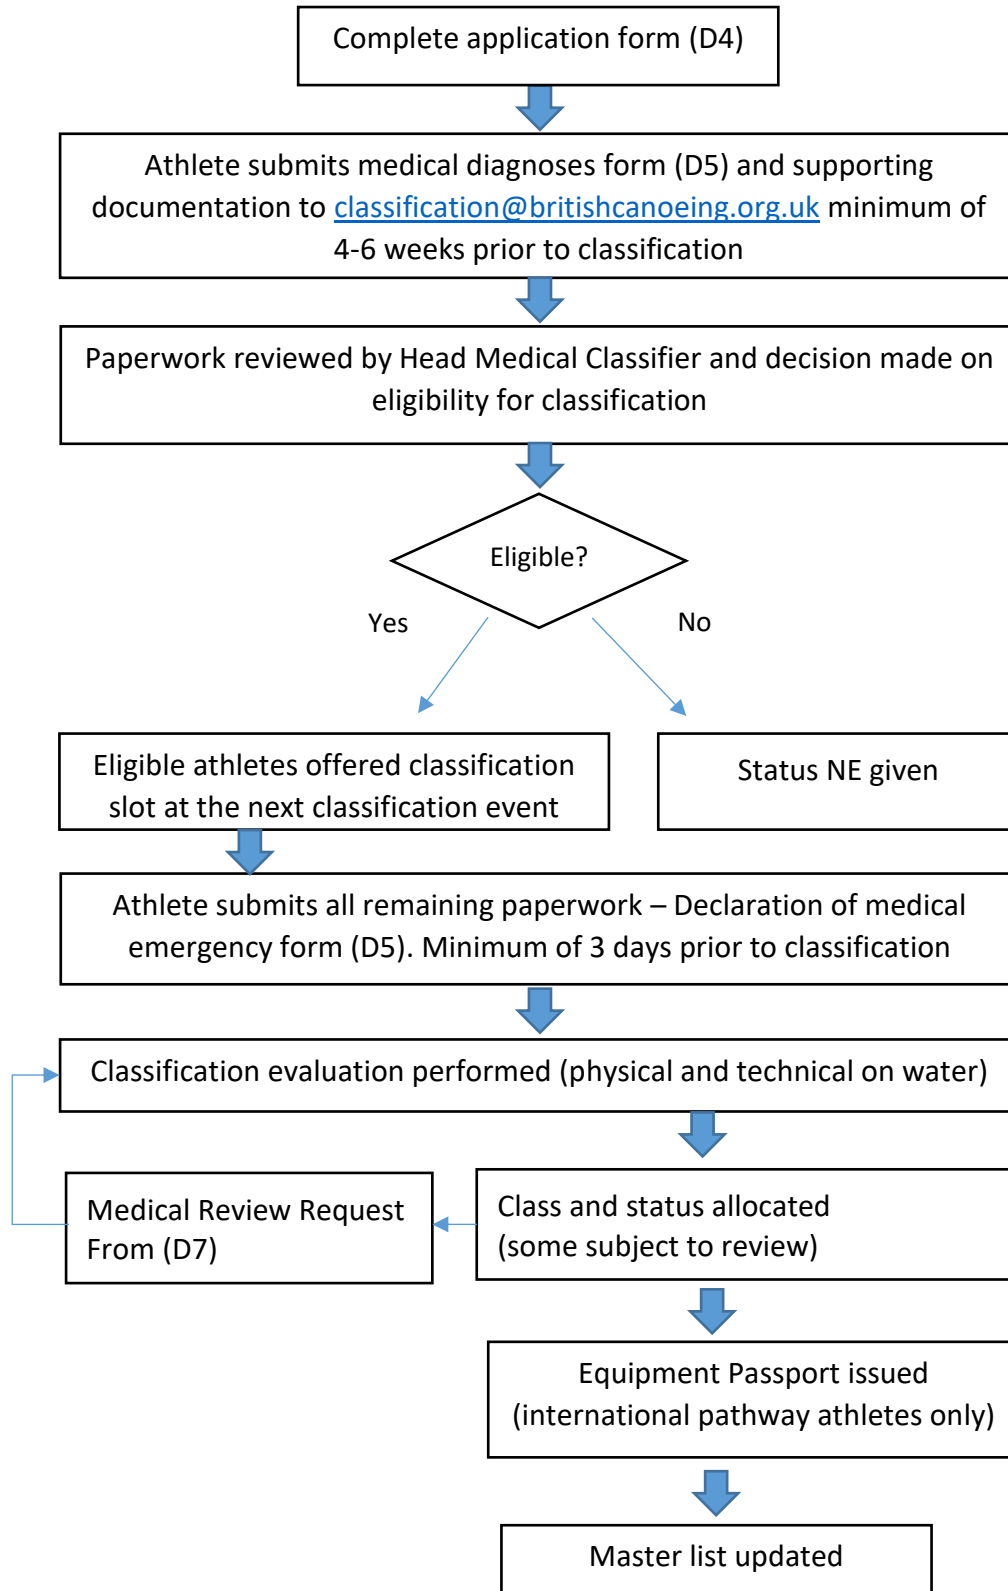 Complete application form (D4)
Athlete submits medical diagnoses form (D5) and supporting
documentation to classification@britishcanoeing.org.uk minimum of
4-6 weeks prior to classification
Paperwork reviewed by Head Medical Classifier and decision made on
eligibility for classification
Eligible?
Yes
No
Eligible athletes offered classification
slot at the next classification event
Status NE given
Athlete submits all remaining paperwork – Declaration of medical
emergency form (D5). Minimum of 3 days prior to classification
Classification evaluation performed (physical and technical on water)
Medical Review Request
From (D7)
Class and status allocated
(some subject to review)
Equipment Passport issued
(international pathway athletes only)
Master list updated